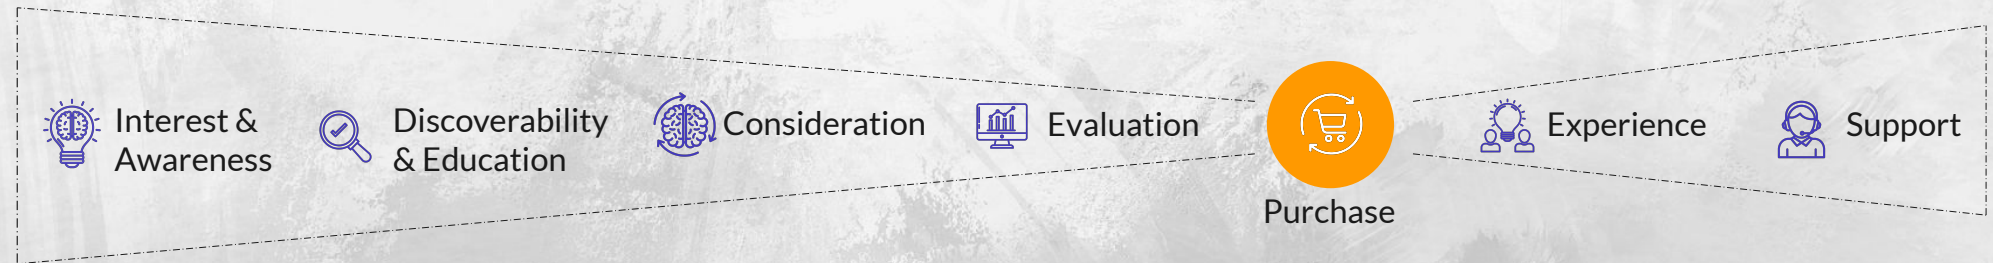 Interest &
Awareness
Discoverability
& Education
Consideration
Evaluation
Purchase
Experience
Support